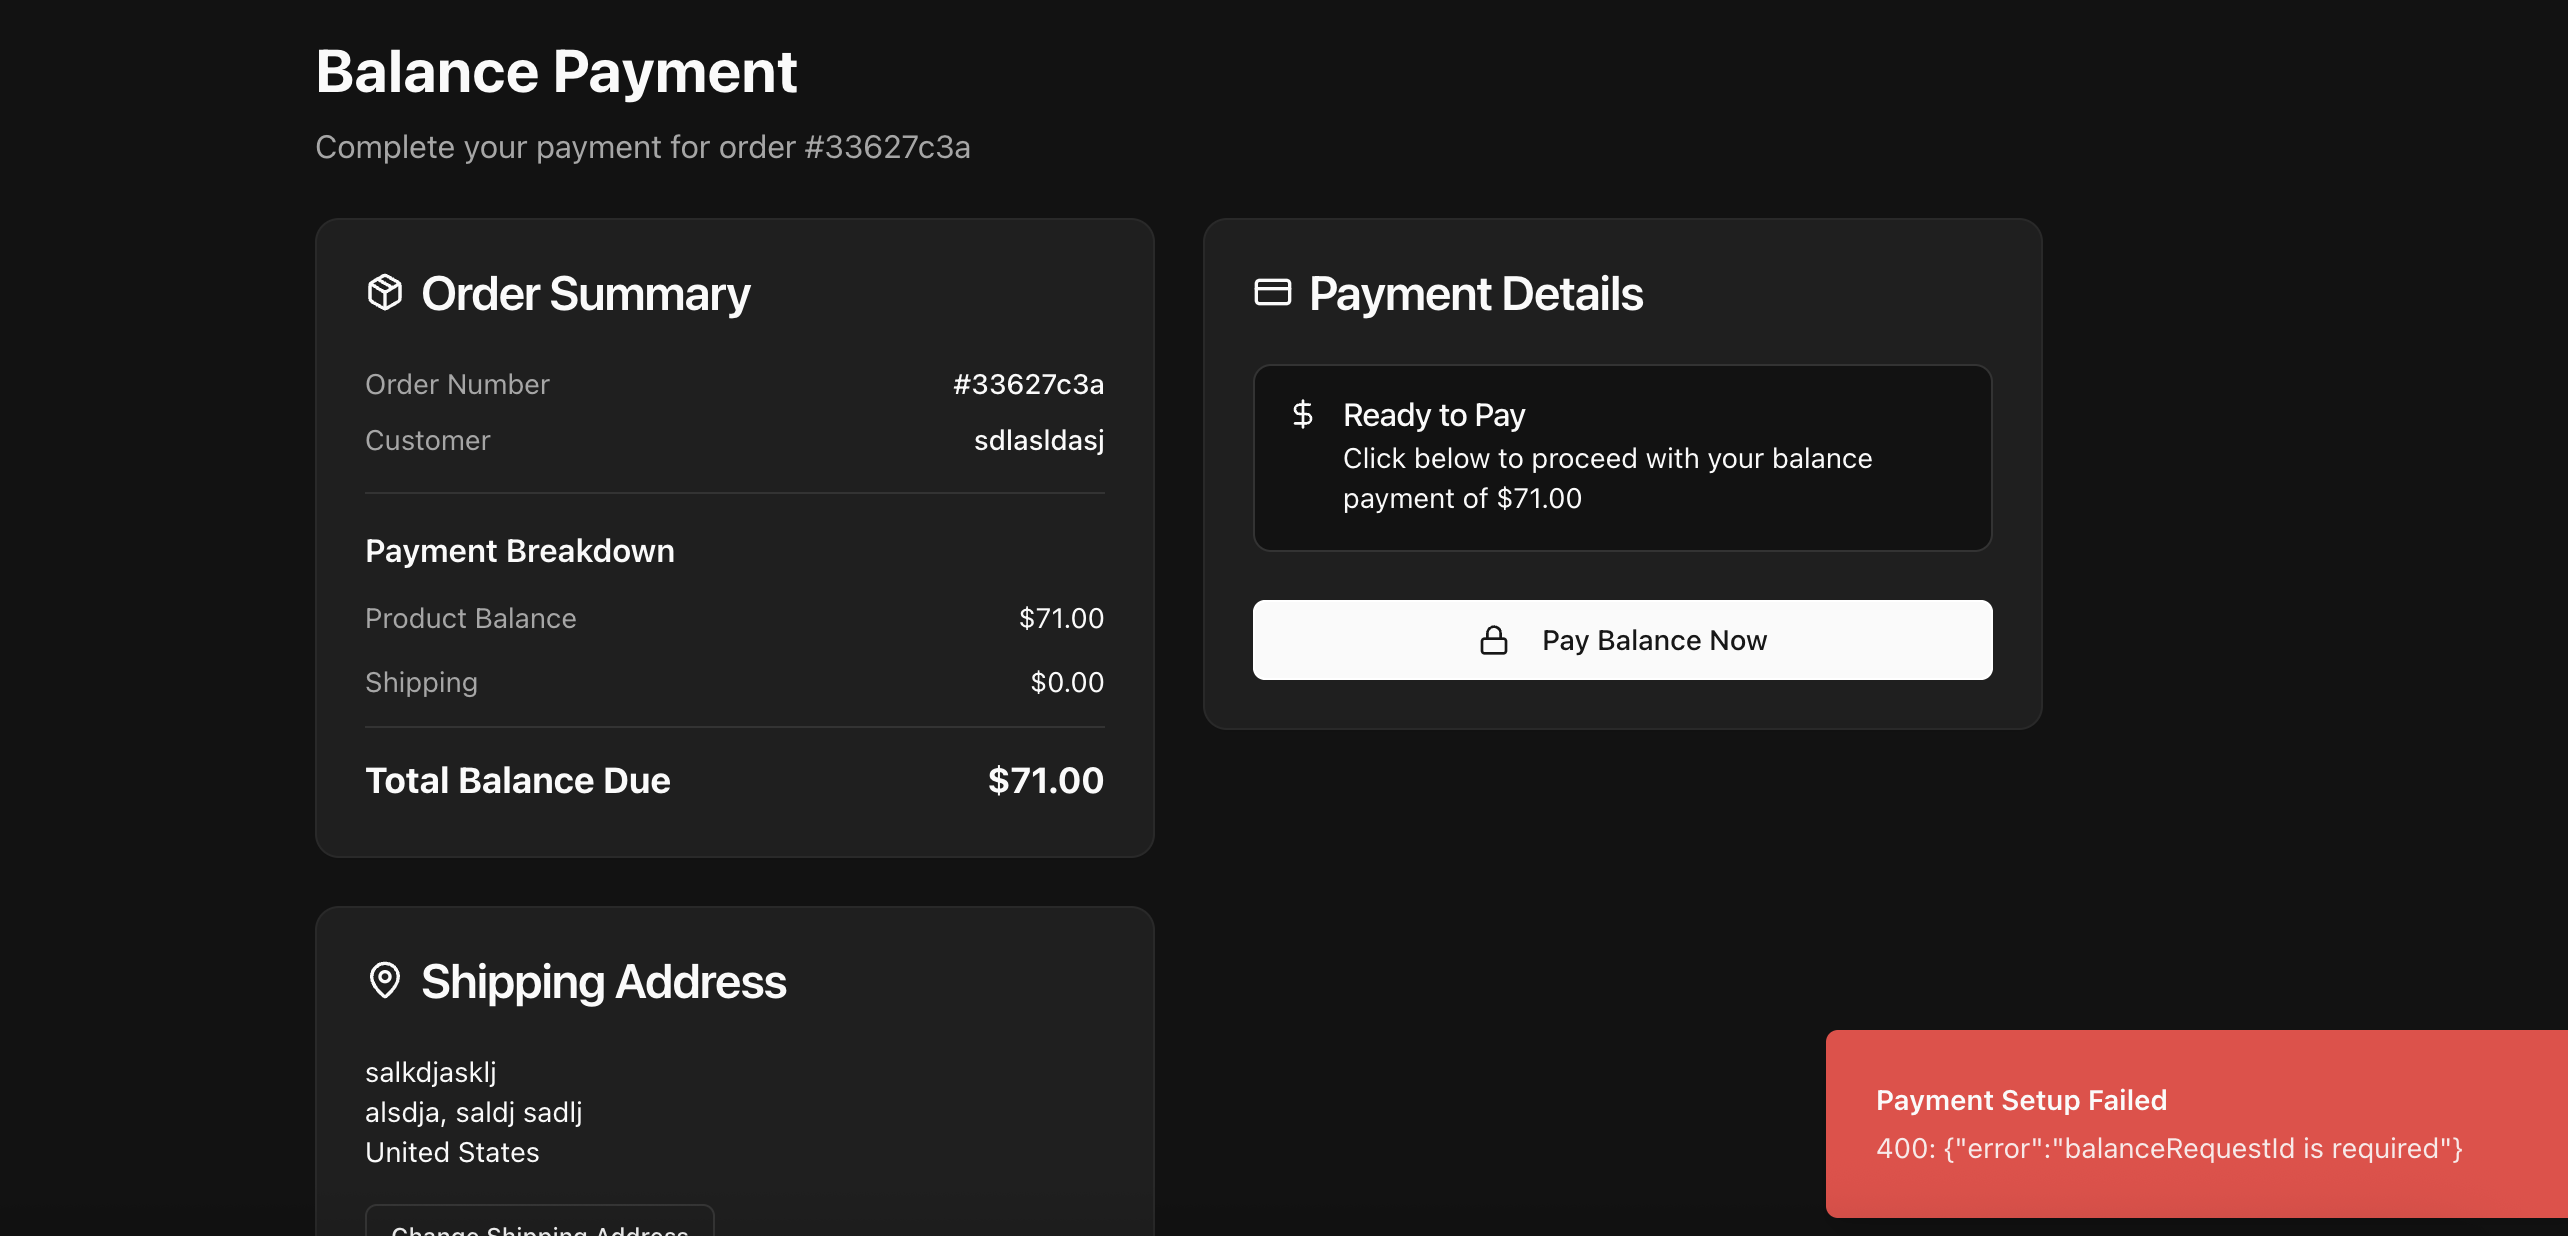 Balance Payment
Complete your payment for order #33627c3a
Order Summary
Order Number #33627c3a
Customer sdlasldasj
Payment Breakdown
Product Balance $71.00
Shipping $0.00
Total Balance Due $71.00
Payment Details
Ready to Pay
Click below to proceed with your balance
payment of $71.00
Pay Balance Now
Shipping Address
salkdjasklj
alsdja, saldj sadlj
United States
Change Shipping Address
Payment Setup Failed
400: {"error":"balanceRequestId is required"}